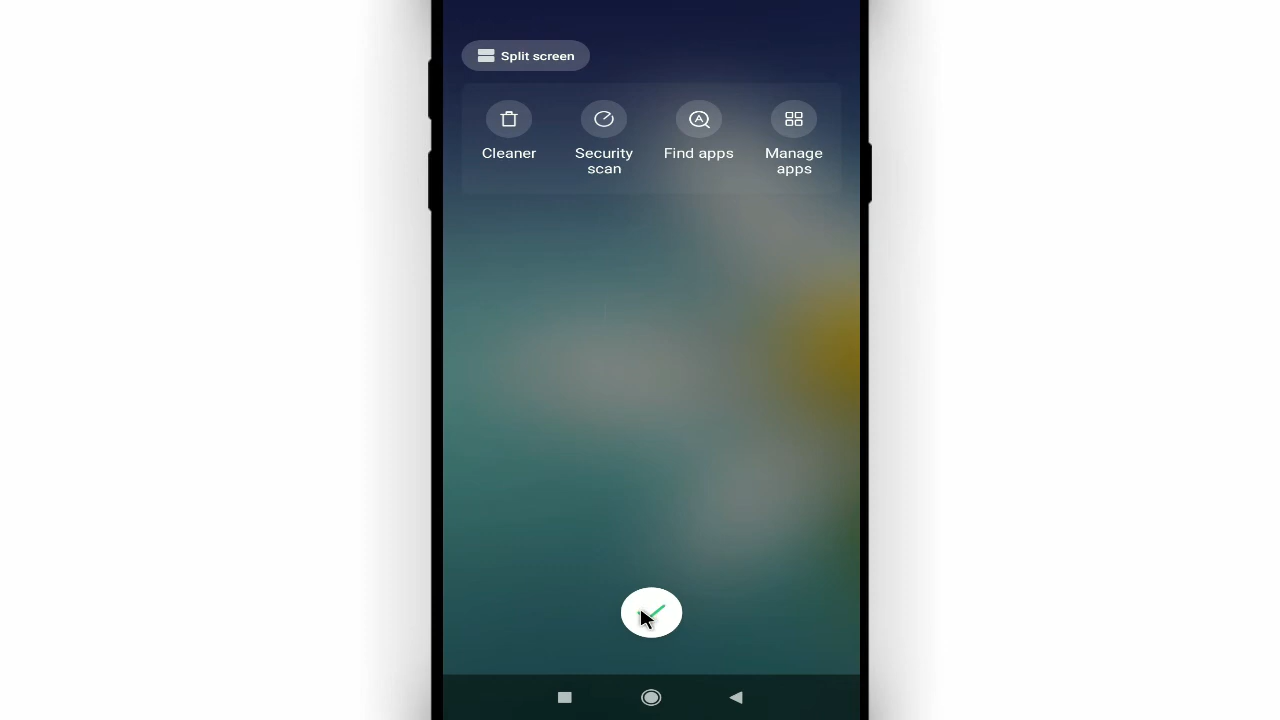 Split screen
Cleaner
Security
scan
Find apps
Manage
apps